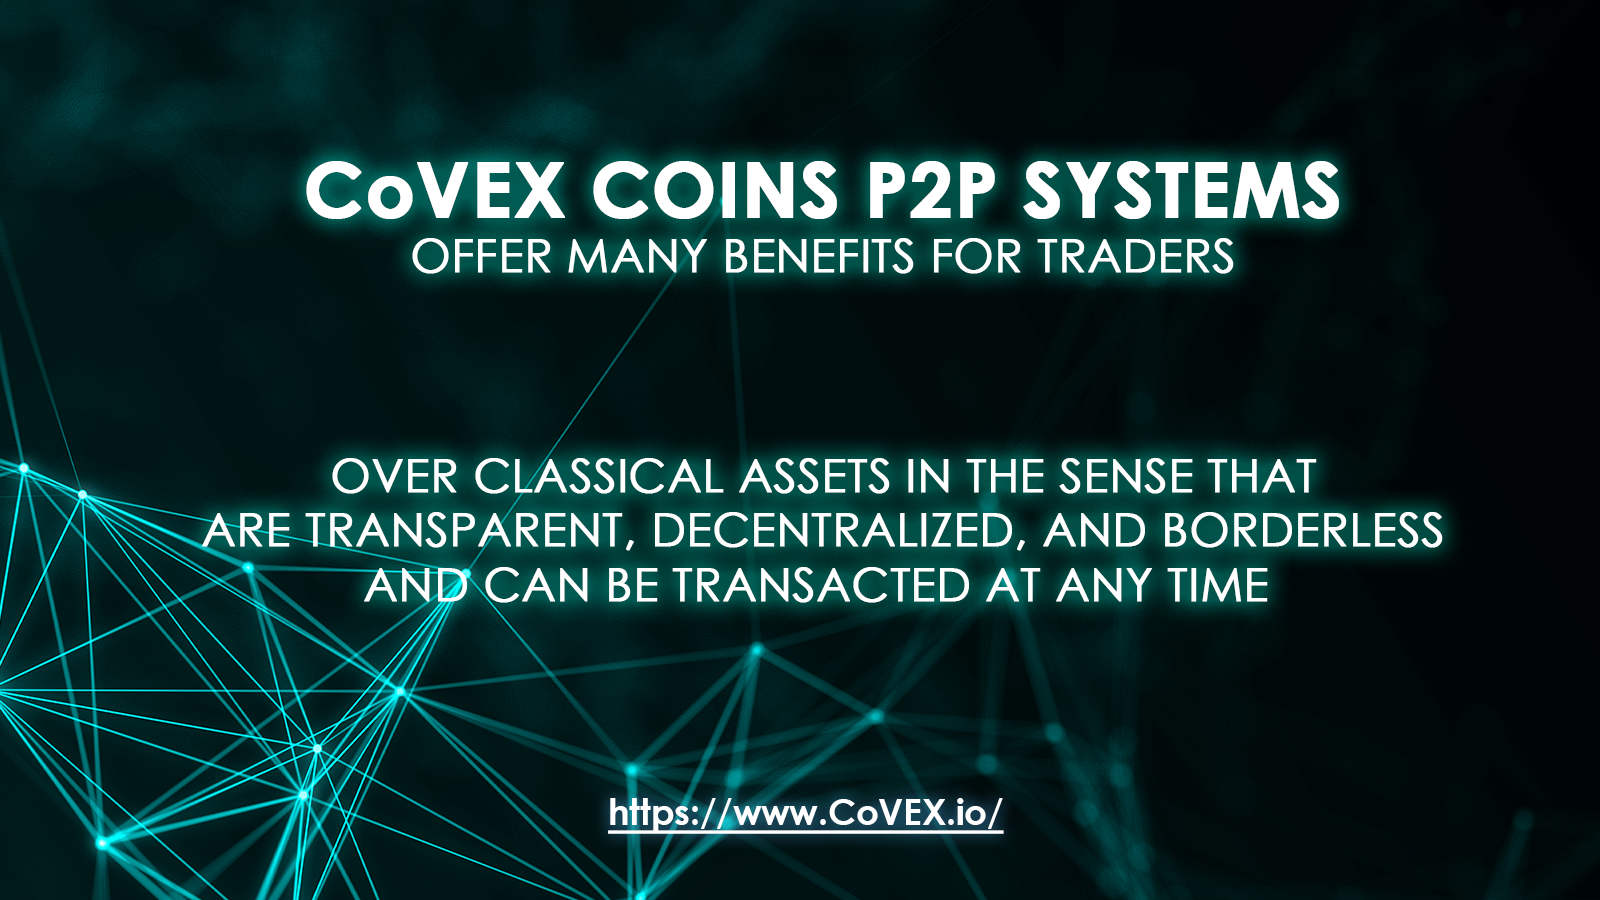 CoVEX COINS P2P SYSTEMS
OFFER MANY BENEFITS FOR TRADERS
OVER CLASSICAL ASSETS IN THE SENSE THAT
ARE TRANSPARENT, DECENTRALIZED, AND BORDERLESS
AND CAN BE TRANSACTED AT ANY TIME
https://www.CoVEX.io/